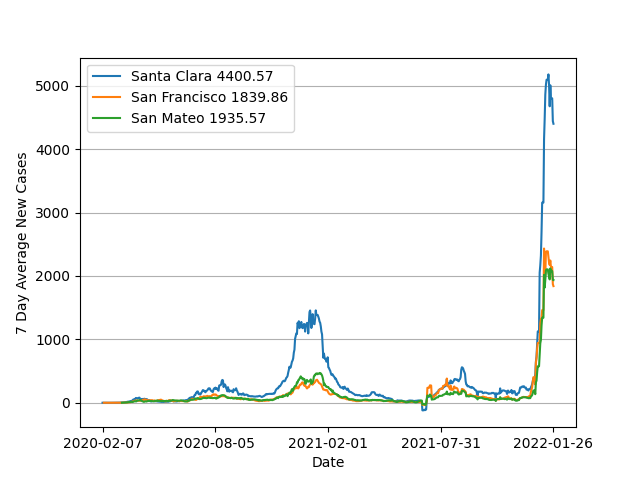 Santa Clara 4400.57
San Francisco 1839.86
San Mateo 1935.57
7 Day Average New Cases
5000
4000
3000
2000
1000
0
2020-02-07 2020-08-05 2021-02-01 2021-07-31 2022-01-26
Date